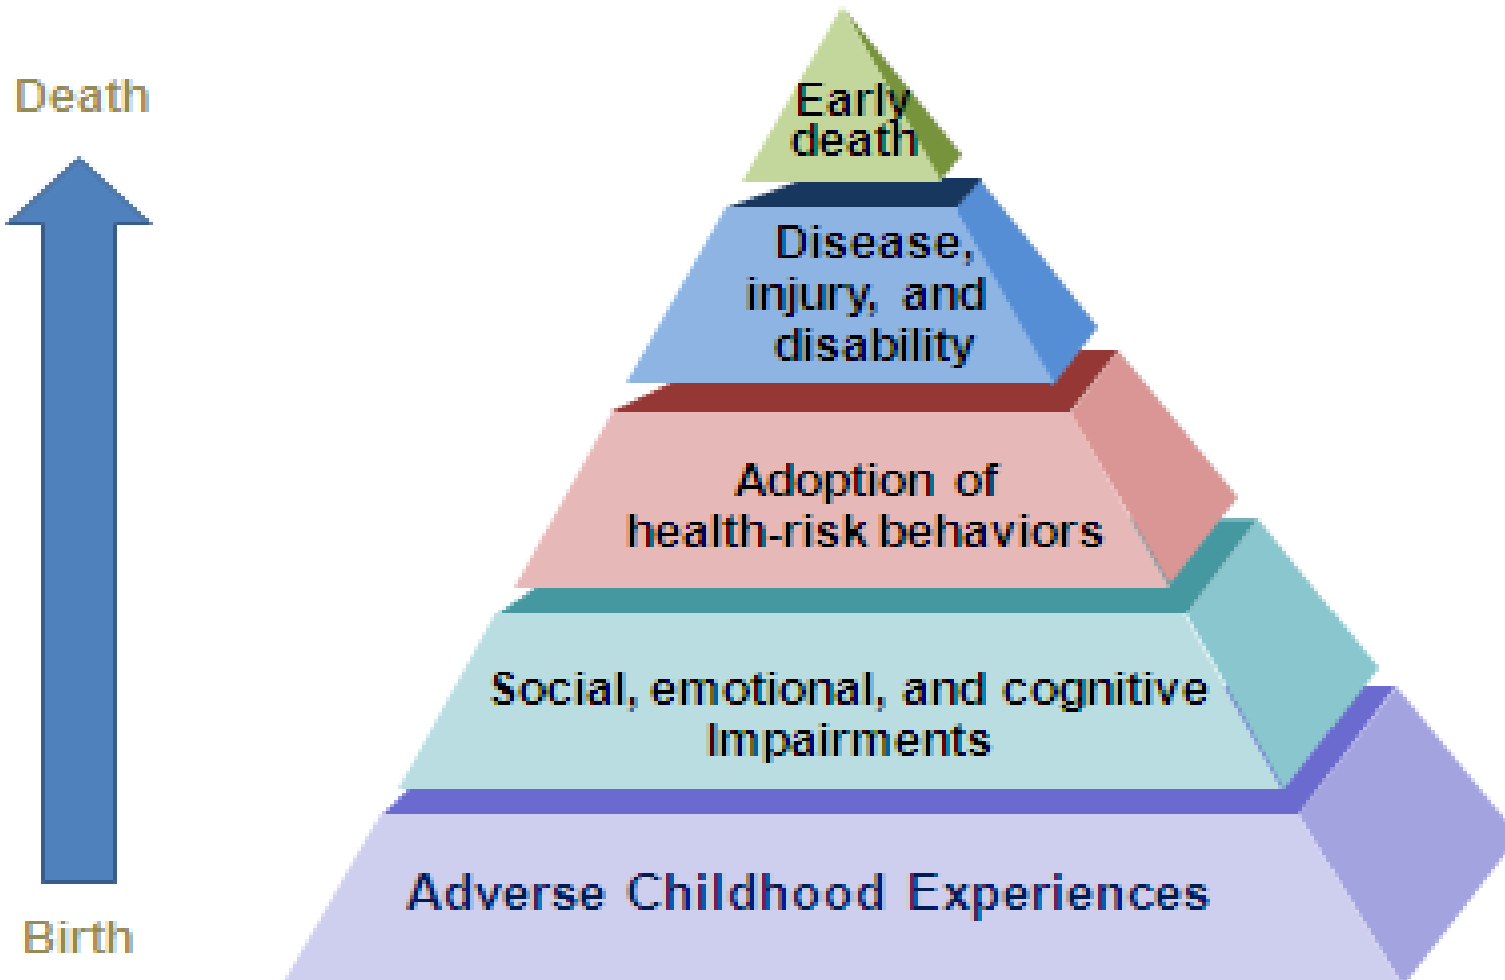 Death
Early
death
Disease,
injury, and
disability
Adoption of
health-risk behaviors
Social, emotional, and cognitive
Impairments
Adverse Childhood Experiences
Birth